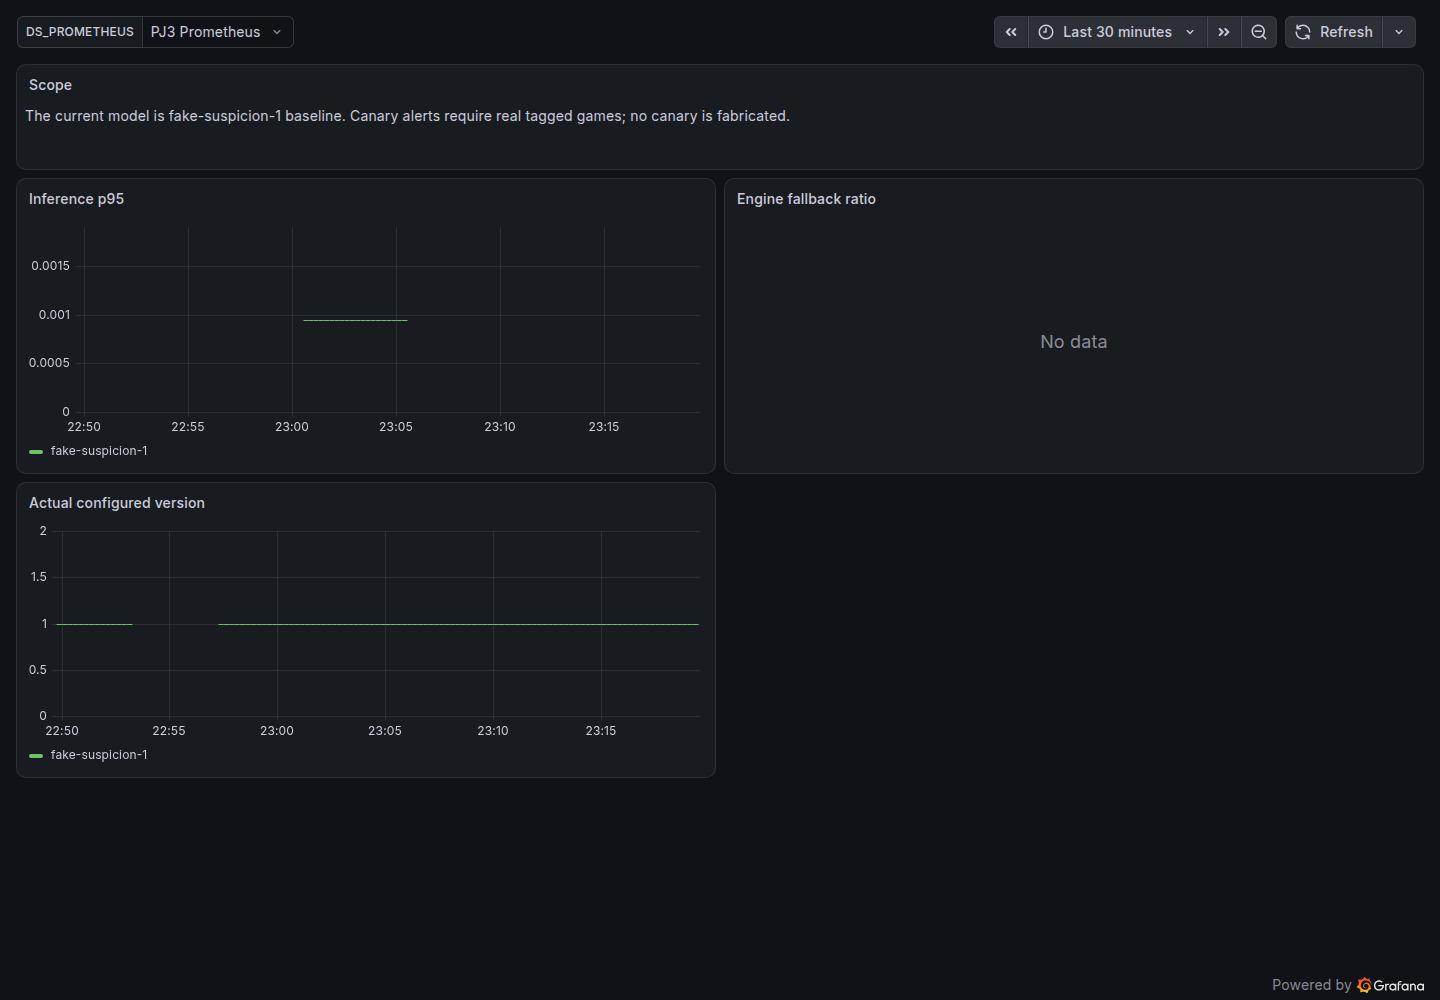 DS_PROMETHEUS PJ3 Prometheus Last 30 minutes Refresh
Scope
The current model is fake-suspicion-1 baseline. Canary alerts require real tagged games; no canary is fabricated.
Inference p95
0.0015
0.001
0.0005
0
22:50 22:55 23:00 23:05 23:10 23:15
fake-suspicion-1
Engine fallback ratio
No data
Actual configured version
2
1.5
1
0.5
0
22:50 22:55 23:00 23:05 23:10 23:15
fake-suspicion-1
Powered by Grafana